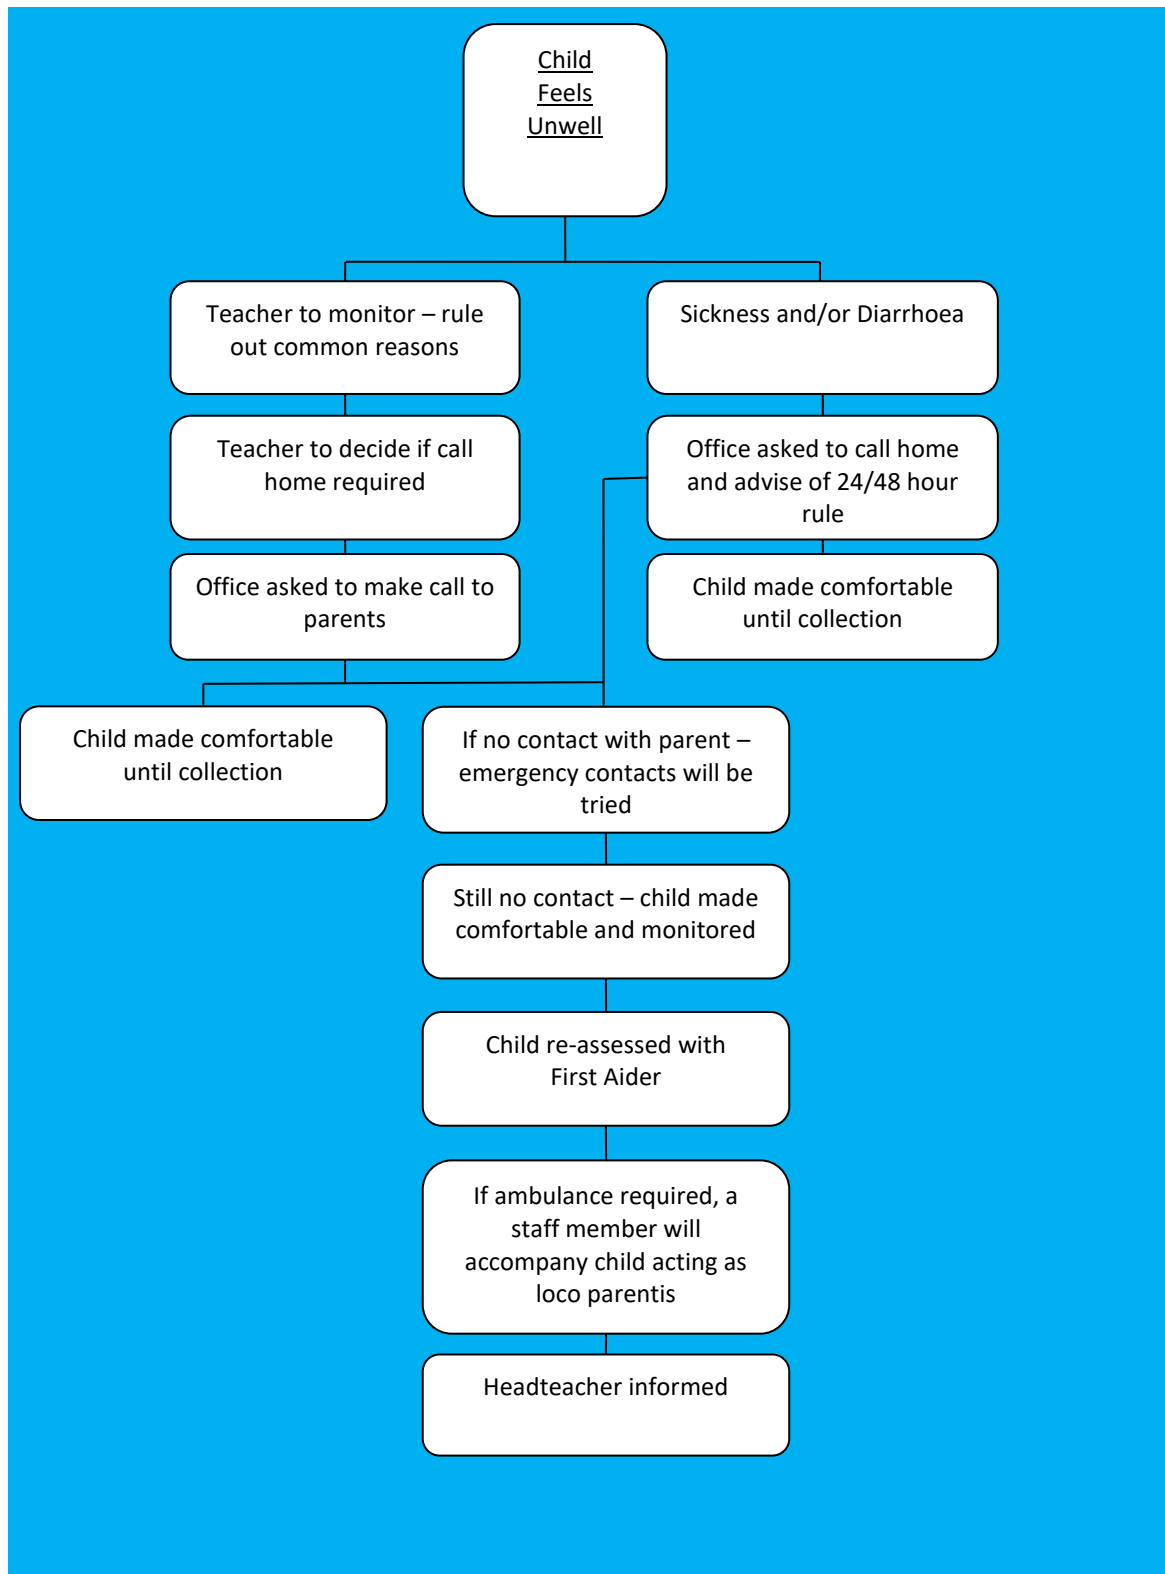 Child
Feels
Unwell
Teacher to monitor – rule
out common reasons
Sickness and/or Diarrhoea
Teacher to decide if call
home required
Office asked to call home
and advise of 24/48 hour
rule
Office asked to make call to
parents
Child made comfortable
until collection
Child made comfortable
until collection
If no contact with parent –
emergency contacts will be
tried
Still no contact – child made
comfortable and monitored
Child re-assessed with
First Aider
If ambulance required, a
staff member will
accompany child acting as
loco parentis
Headteacher informed